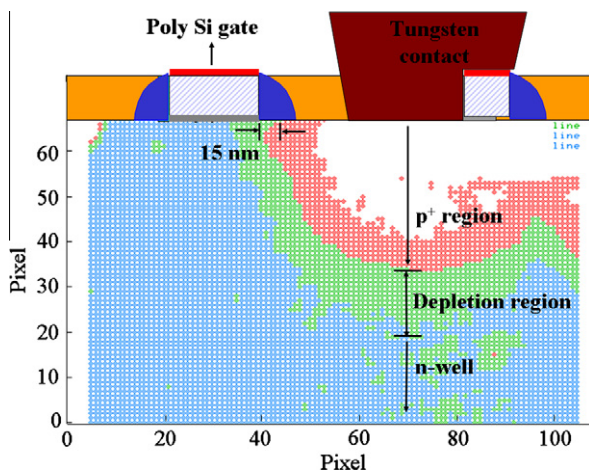 Poly Si gate
Tungsten
contact
line
line
line
15 nm
p+ region
Depletion region
n-well
Pixel
60
50
40
30
20
10
0
0
20
40
60
80
100
Pixel